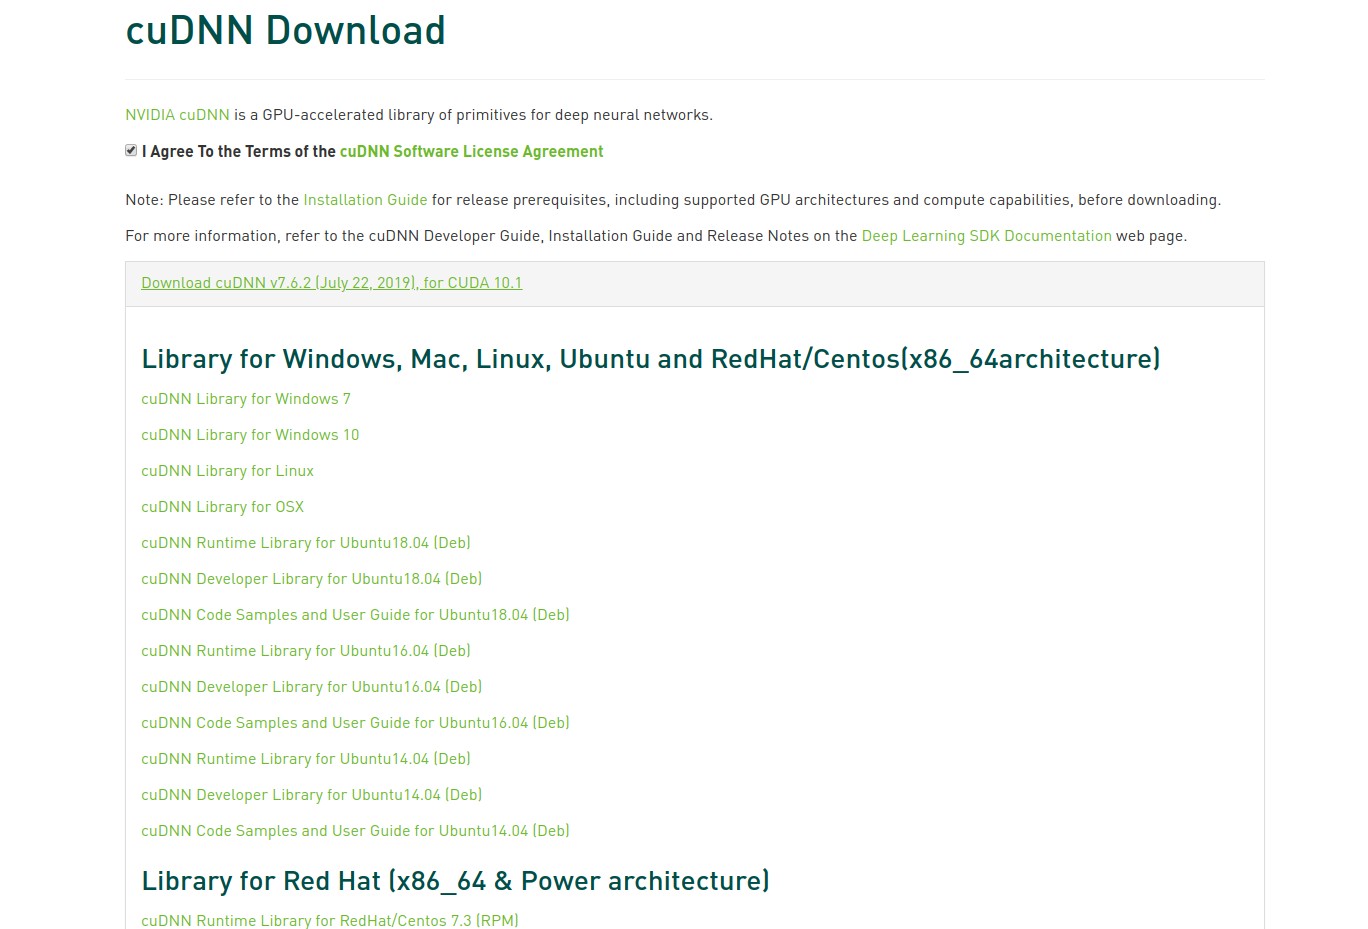 cuDNN Download
NVIDIA cuDNN is a GPU-accelerated library of primitives for deep neural networks.
I Agree To the Terms of the cuDNN Software License Agreement
Note: Please refer to the Installation Guide for release prerequisites, including supported GPU architectures and compute capabilities, before downloading.
For more information, refer to the cuDNN Developer Guide, Installation Guide and Release Notes on the Deep Learning SDK Documentation web page.
Download cuDNN v7.6.2 (July 22, 2019), for CUDA 10.1
Library for Windows, Mac, Linux, Ubuntu and RedHat/Centos(x86_64architecture)
cuDNN Library for Windows 7
cuDNN Library for Windows 10
cuDNN Library for Linux
cuDNN Library for OSX
cuDNN Runtime Library for Ubuntu18.04 (Deb)
cuDNN Developer Library for Ubuntu18.04 (Deb)
cuDNN Code Samples and User Guide for Ubuntu18.04 (Deb)
cuDNN Runtime Library for Ubuntu16.04 (Deb)
cuDNN Developer Library for Ubuntu16.04 (Deb)
cuDNN Code Samples and User Guide for Ubuntu16.04 (Deb)
cuDNN Runtime Library for Ubuntu14.04 (Deb)
cuDNN Developer Library for Ubuntu14.04 (Deb)
cuDNN Code Samples and User Guide for Ubuntu14.04 (Deb)
Library for Red Hat (x86_64 & Power architecture)
cuDNN Runtime Library for RedHat/Centos 7.3 (RPM)